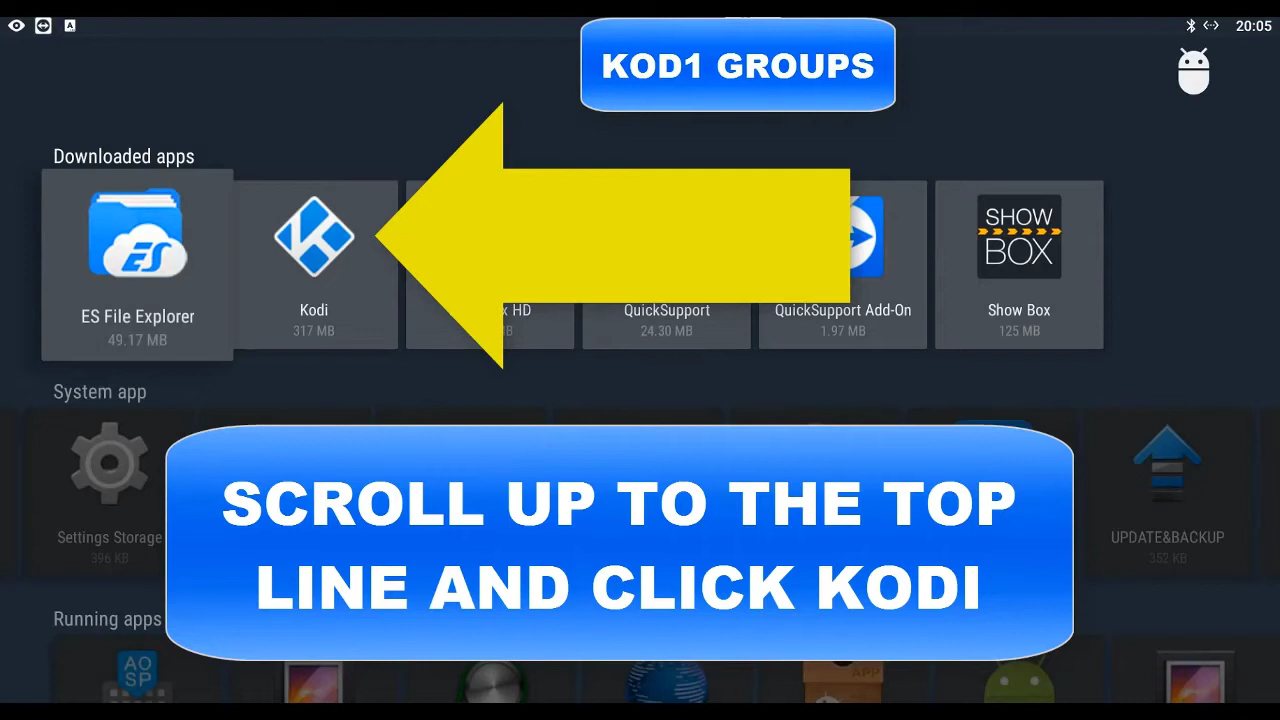 20:05
KOD1 GROUPS
Downloaded apps
ES File Explorer
49.17 MB
Kodi
317 MB
x HD
MB
QuickSupport
24.30 MB
QuickSupport Add-On
1.97 MB
SHOW
BOX
Show Box
125 MB
System app
SCROLL UP TO THE TOP
LINE AND CLICK KODI
Settings Storage
396 KB
UPDATE&BACKUP
352 KB
Running apps
AO
SP
APP